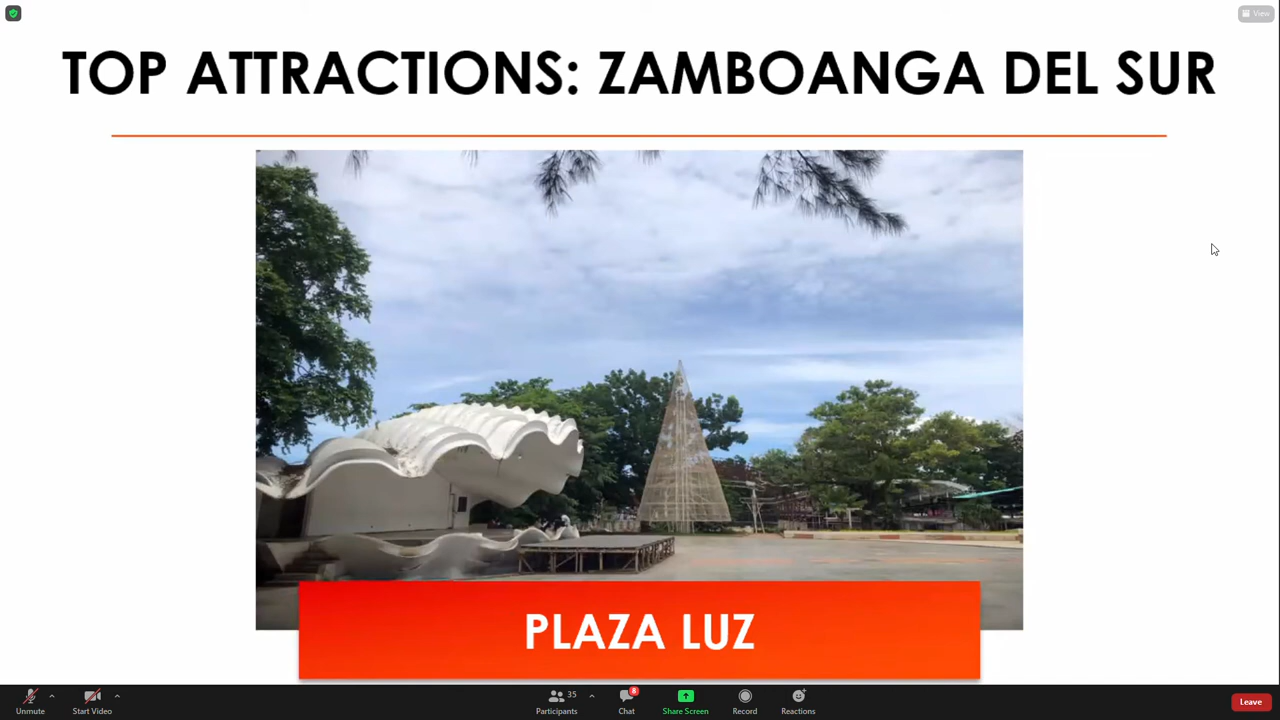 View
TOP ATTRACTIONS: ZAMBOANGA DEL SUR
PLAZA LUZ
Unmute
Start Video
35
Participants
8
Chat
Share Screen
Record
Reactions
Leave